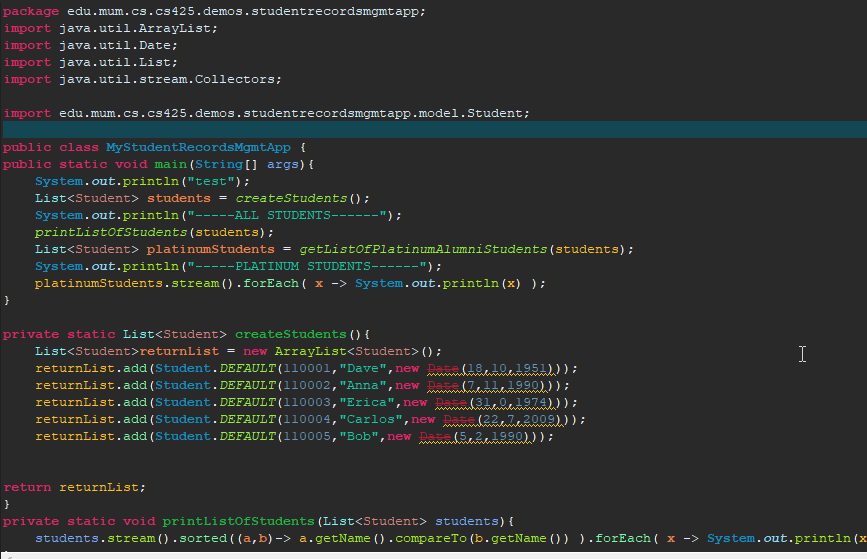 package edu.mum.cs.cs425.demos.studentrecordsmgmtapp;
import java.util.ArrayList;
import java.util.Date;
import java.util.List;
import java.util.stream.Collectors;
import edu.mum.cs.cs425.demos.studentrecordsmgmtapp.model.Student;
public class MyStudentRecordsMgmtApp {
public static void main(String[] args){
    System.out.println("test");
    List<Student> students = createStudents();
    System.out.println("-----ALL STUDENTS------");
    printListOfStudents(students);
    List<Student> platinumStudents = getListOfPlatinumAlumniStudents(students);
    System.out.println("-----PLATINUM STUDENTS------");
    platinumStudents.stream().forEach( x -> System.out.println(x) );
}
private static List<Student> createStudents(){
    List<Student>returnList = new ArrayList<Student>();
    returnList.add(Student.DEFAULT(110001,"Dave",new Date(18,10,1951)));
    returnList.add(Student.DEFAULT(110002,"Anna",new Date(7,11,1990)));
    returnList.add(Student.DEFAULT(110003,"Erica",new Date(31,0,1974)));
    returnList.add(Student.DEFAULT(110004,"Carlos",new Date(22,7,2009)));
    returnList.add(Student.DEFAULT(110005,"Bob",new Date(5,2,1990)));
return returnList;
}
private static void printListOfStudents(List<Student> students){
    students.stream().sorted((a,b)-> a.getName().compareTo(b.getName()) ).forEach( x -> System.out.println(x